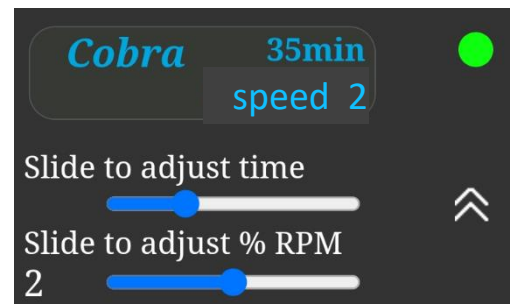 Cobra 35min
speed 2
Slide to adjust time
Slide to adjust % RPM
2